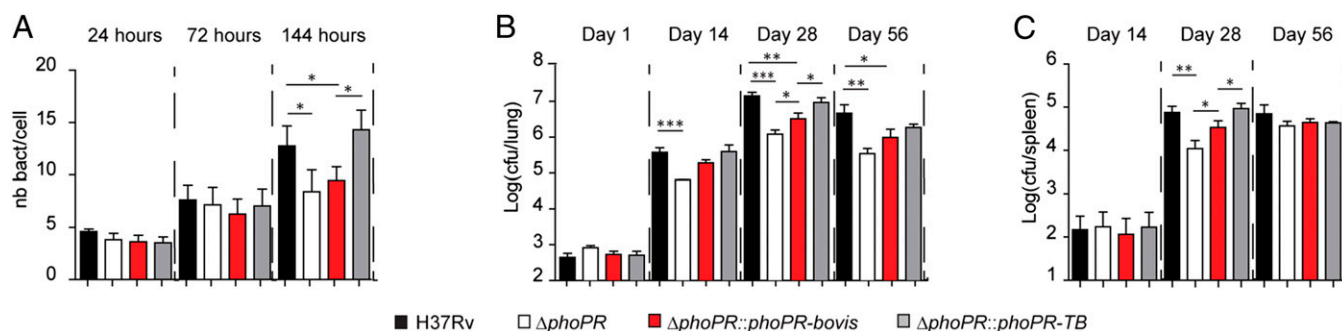 A
24 hours 72 hours 144 hours
nb bact/cell
20
15
10
5
0
* * *
B
Day 1 Day 14 Day 28 Day 56
Log(cfu/lung)
7
6
5
4
3
2
*** ** *** * * * **
C
Day 14 Day 28 Day 56
Log(cfu/spleen)
6
5
4
3
2
1
** * *
H37Rv ΔphoPR ΔphoPR::phoPR-bovis ΔphoPR::phoPR-TB